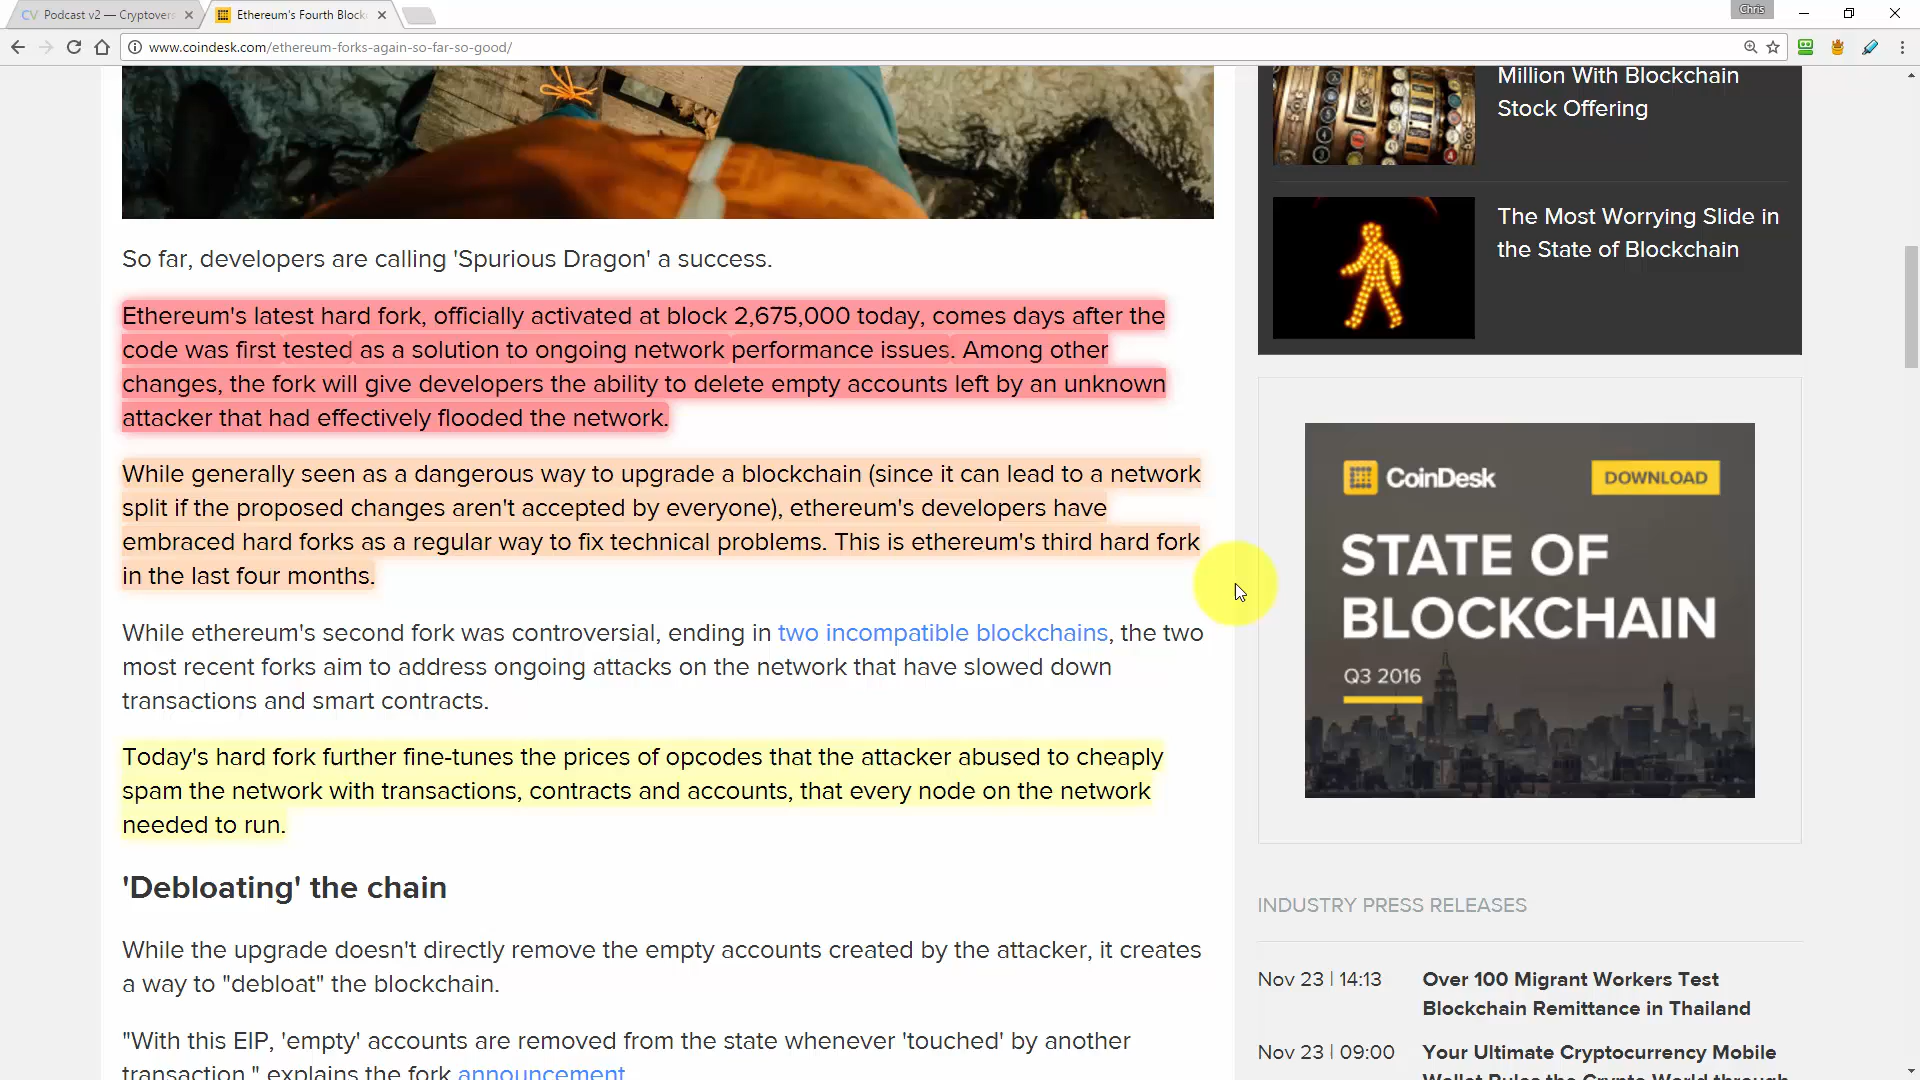 CV Podcast v2 — Cryptovers
Ethereum's Fourth Block
Chris
www.coindesk.com/ethereum-forks-again-so-far-so-good/
Million With Blockchain
Stock Offering
The Most Worrying Slide in
the State of Blockchain
So far, developers are calling 'Spurious Dragon' a success.
Ethereum's latest hard fork, officially activated at block 2,675,000 today, comes days after the
code was first tested as a solution to ongoing network performance issues. Among other
changes, the fork will give developers the ability to delete empty accounts left by an unknown
attacker that had effectively flooded the network.
While generally seen as a dangerous way to upgrade a blockchain (since it can lead to a network
split if the proposed changes aren't accepted by everyone), ethereum's developers have
embraced hard forks as a regular way to fix technical problems. This is ethereum's third hard fork
in the last four months.
While ethereum's second fork was controversial, ending in two incompatible blockchains, the two
most recent forks aim to address ongoing attacks on the network that have slowed down
transactions and smart contracts.
Today's hard fork further fine-tunes the prices of opcodes that the attacker abused to cheaply
spam the network with transactions, contracts and accounts, that every node on the network
needed to run.
'Debloating' the chain
While the upgrade doesn't directly remove the empty accounts created by the attacker, it creates
a way to "debloat" the blockchain.
"With this EIP, 'empty' accounts are removed from the state whenever 'touched' by another
transaction," explains the fork announcement
CoinDesk
DOWNLOAD
STATE OF
BLOCKCHAIN
Q3 2016
INDUSTRY PRESS RELEASES
Nov 23 | 14:13 Over 100 Migrant Workers Test
Blockchain Remittance in Thailand
Nov 23 | 09:00 Your Ultimate Cryptocurrency Mobile
Wallet Rules the Crypto World through